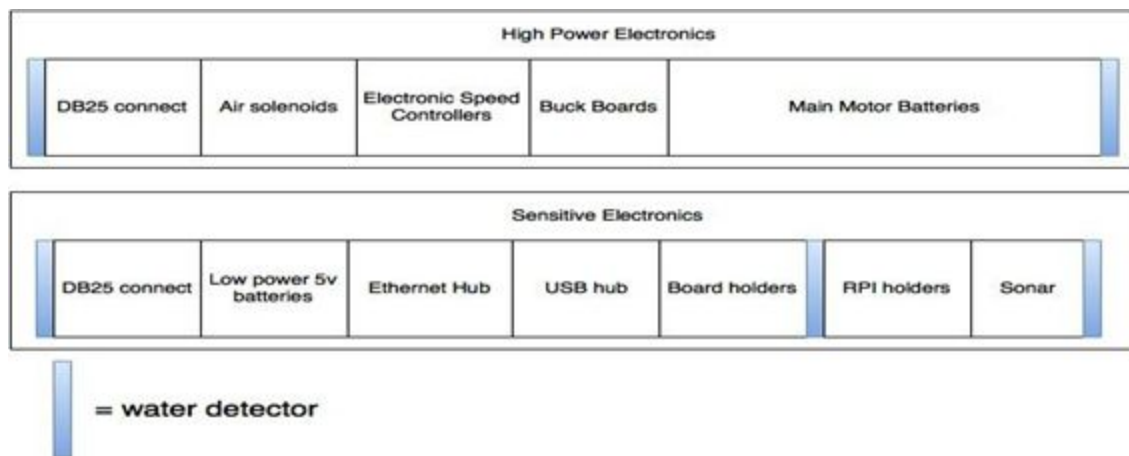 High Power Electronics
DB25 connect
Air solenoids
Electronic Speed
Controllers
Buck Boards
Main Motor Batteries
Sensitive Electronics
DB25 connect
Low power 5v
batteries
Ethernet Hub
USB hub
Board holders
RPI holders
Sonar
= water detector